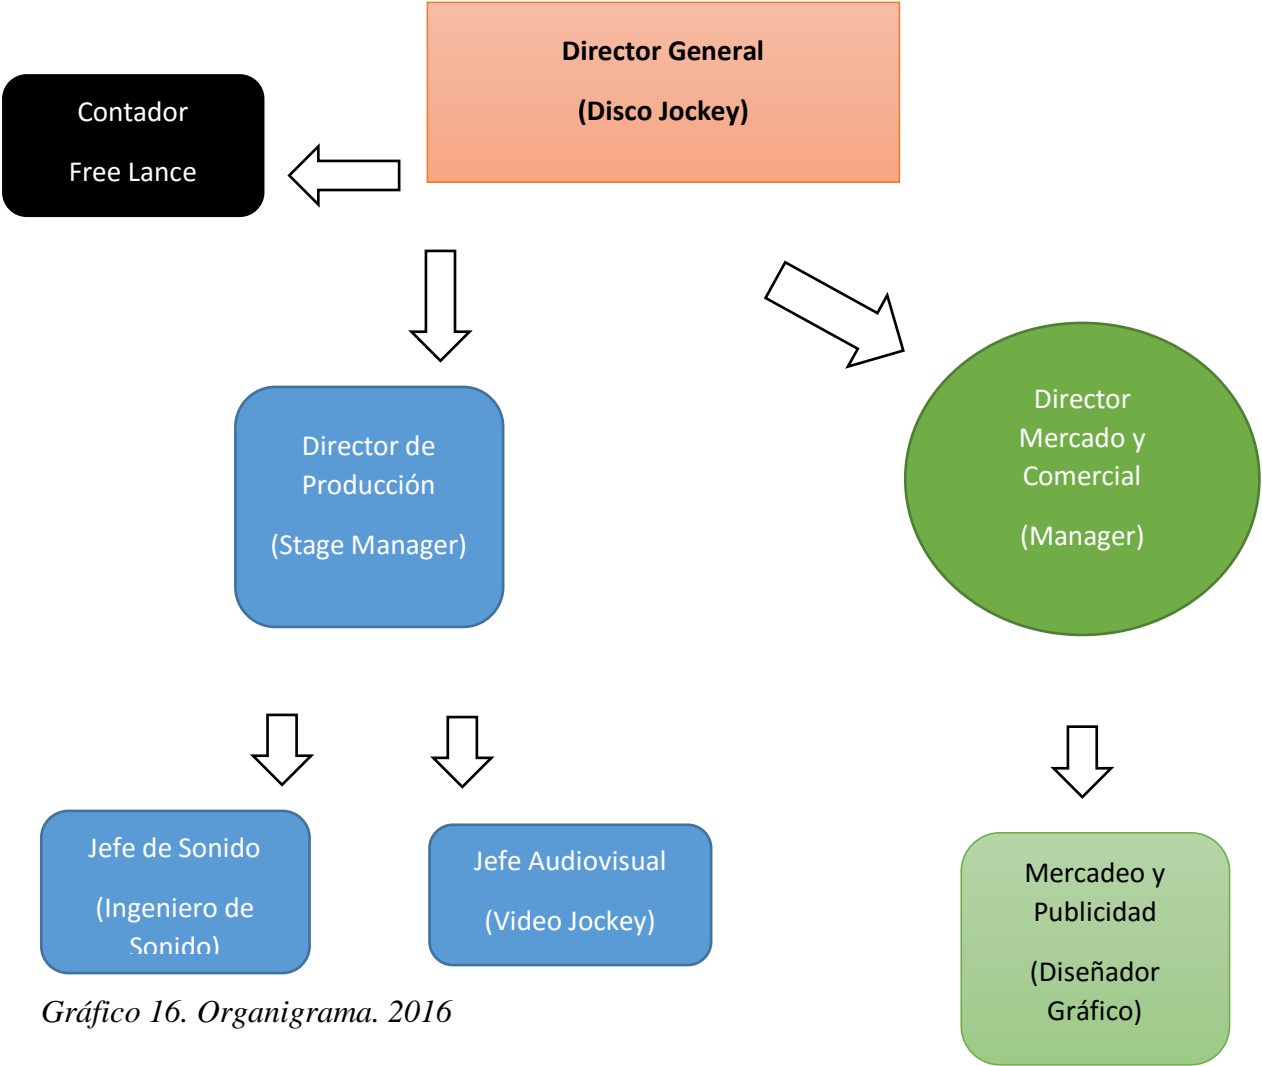 Director General
(Disco Jockey)
Contador
Free Lance
Director de
Producción
(Stage Manager)
Director
Mercado y
Comercial
(Manager)
Jefe de Sonido
(Ingeniero de
Sonido)
Jefe Audiovisual
(Video Jockey)
Mercadeo y
Publicidad
(Diseñador
Gráfico)
Gráfico 16. Organigrama. 2016